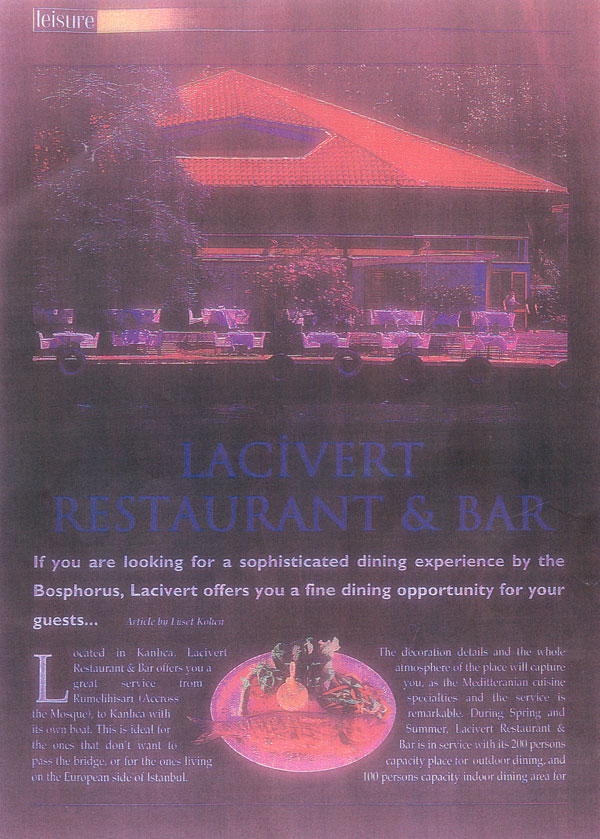 leisure
LACİVERT
RESTAURANT & BAR
If you are looking for a sophisticated dining experience by the
Bosphorus, Lacivert offers you a fine dining opportunity for your
guests... Article by Lüset Kohen
Located in Kanlıca, Lacivert
Restaurant & Bar offers you a
great service from
Rumelihisarı (Accross
the Mosque), to Kanlıca with
its own boat. This is ideal for
the ones that don't want to
pass the bridge, or for the ones living
on the European side of Istanbul.
The decoration details and the whole
atmosphere of the place will capture
you, as the Meditteranian cuisine
specialties and the service is
remarkable. During Spring and
Summer, Lacivert Restaurant &
Bar is in service with its 200 persons
capacity place for outdoor dining, and
100 persons capacity indoor dining area for